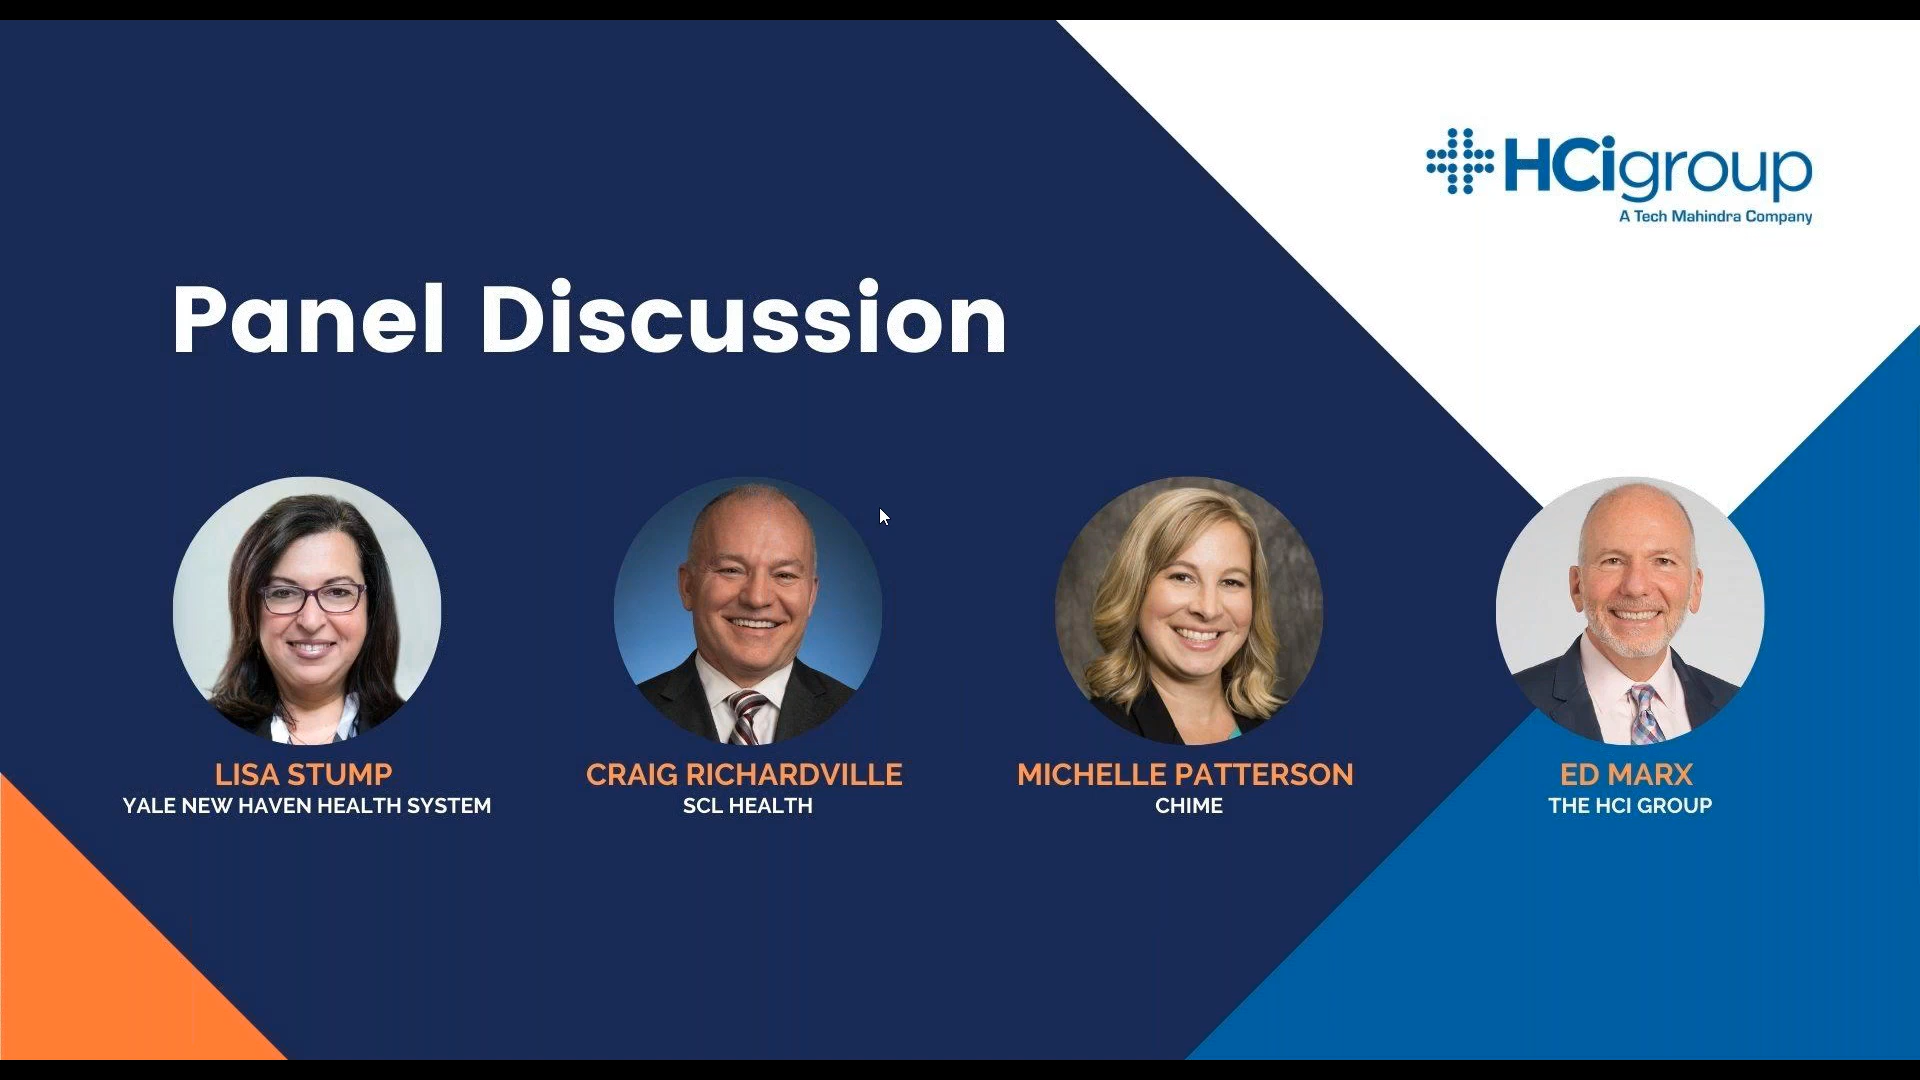 HCigroup
A Tech Mahindra Company
Panel Discussion
LISA STUMP
YALE NEW HAVEN HEALTH SYSTEM
CRAIG RICHARDVILLE
SCL HEALTH
MICHELLE PATTERSON
CHIME
ED MARX
THE HCI GROUP